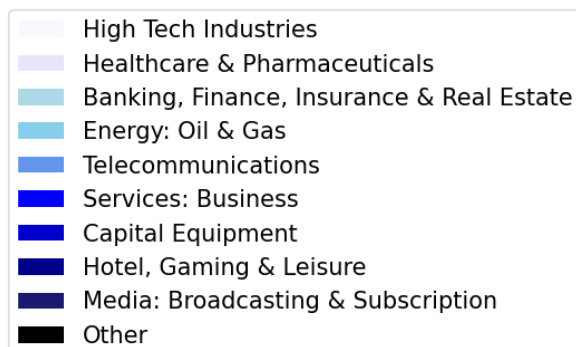 High Tech Industries
Healthcare & Pharmaceuticals
Banking, Finance, Insurance & Real Estate
Energy: Oil & Gas
Telecommunications
Services: Business
Capital Equipment
Hotel, Gaming & Leisure
Media: Broadcasting & Subscription
Other